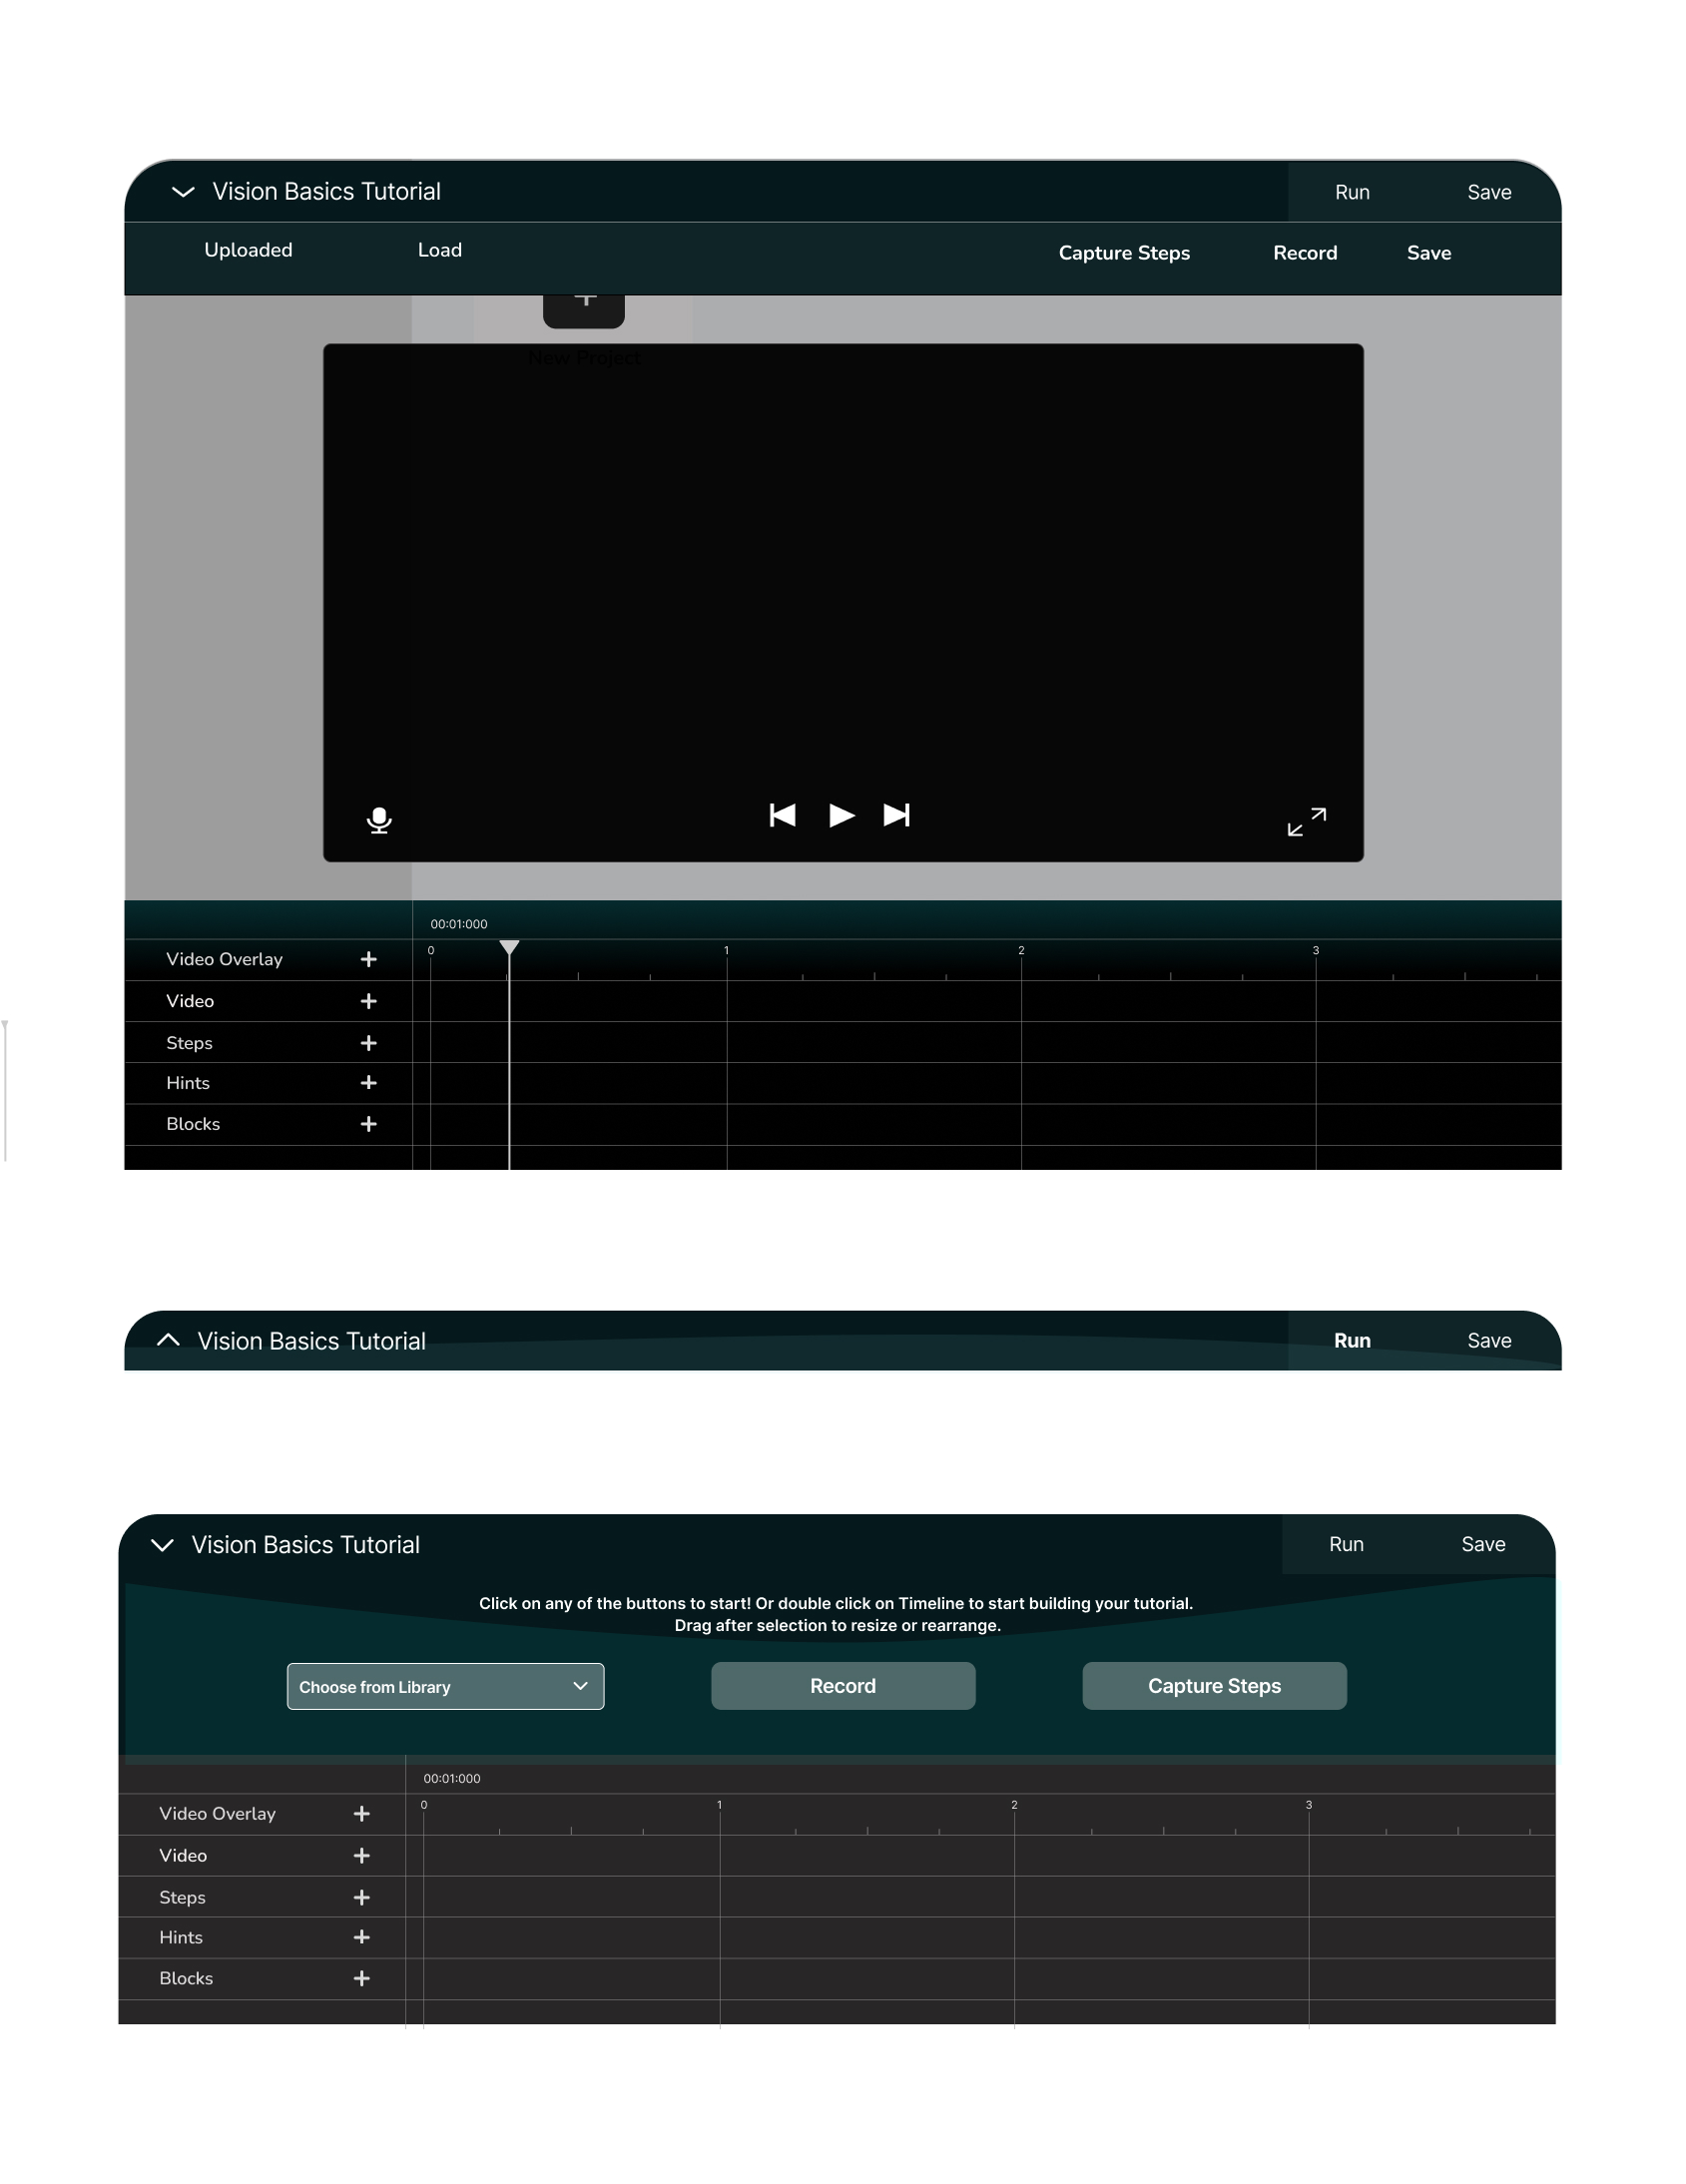 Vision Basics Tutorial
Run
Save
Uploaded
Load
Capture Steps
Record
Save
New Project
00:01:000
0
1
2
3
Video Overlay
Video
Steps
Hints
Blocks
Vision Basics Tutorial
Run
Save
Vision Basics Tutorial
Run
Save
Click on any of the buttons to start! Or double click on Timeline to start building your tutorial.
Drag after selection to resize or rearrange.
Choose from Library
Record
Capture Steps
00:01:000
0
1
2
3
Video Overlay
Video
Steps
Hints
Blocks